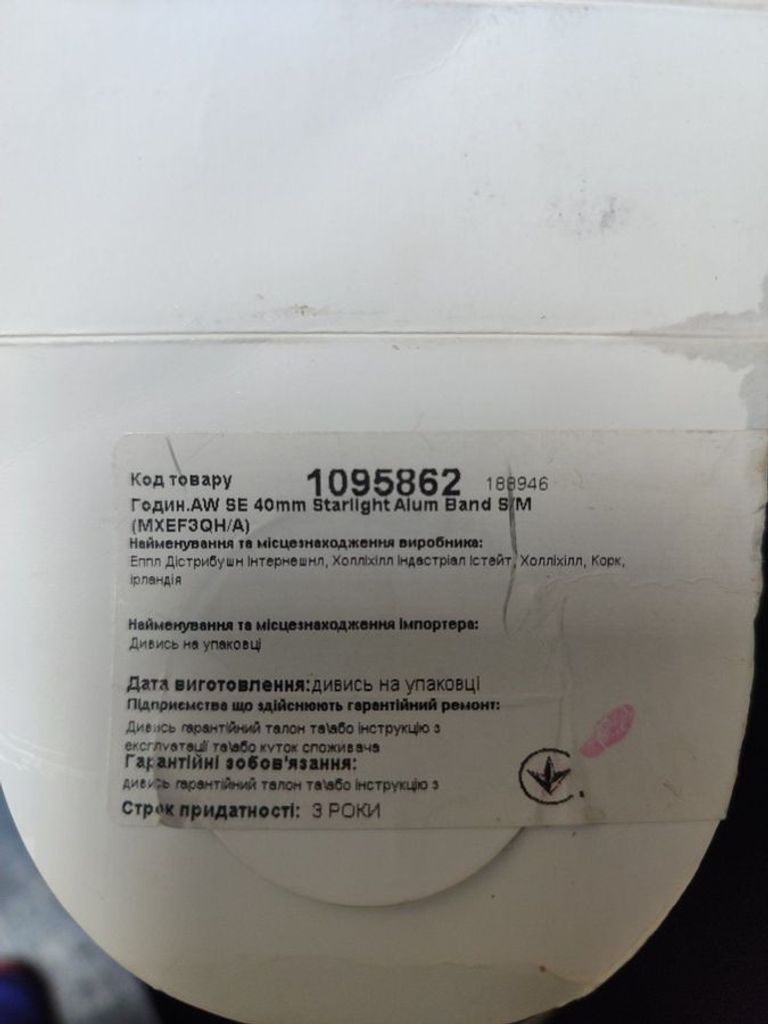 Код товару 1095862 188946
Годин.AW SE 40mm Starlight Alum Band S/M
(MXEF3QH/A)
Найменування та місцезнаходження виробника:
Еппл Дістрибушн Інтернешнл, Холліхілл Індастріал Істейт, Холліхілл, Корк,
Ірландія
Найменування та місцезнаходження імпортера:
Дивись на упаковці
Дата виготовлення:дивись на упаковці
Підприємства що здійснюють гарантійний ремонт:
Дивись гарантійний талон та\або інструкцію з
експлуатації та\або куток споживача
Гарантійні зобов'язання:
дивись гарантійний талон та\або інструкцію з
Строк придатності: 3 РОКИ